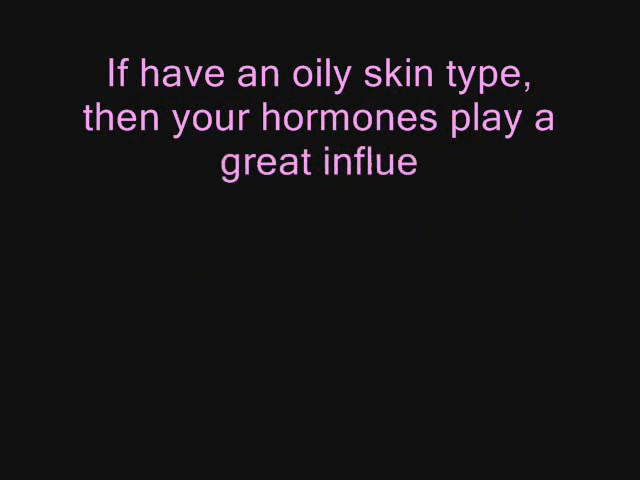 If have an oily skin type,
then your hormones play a
great influe